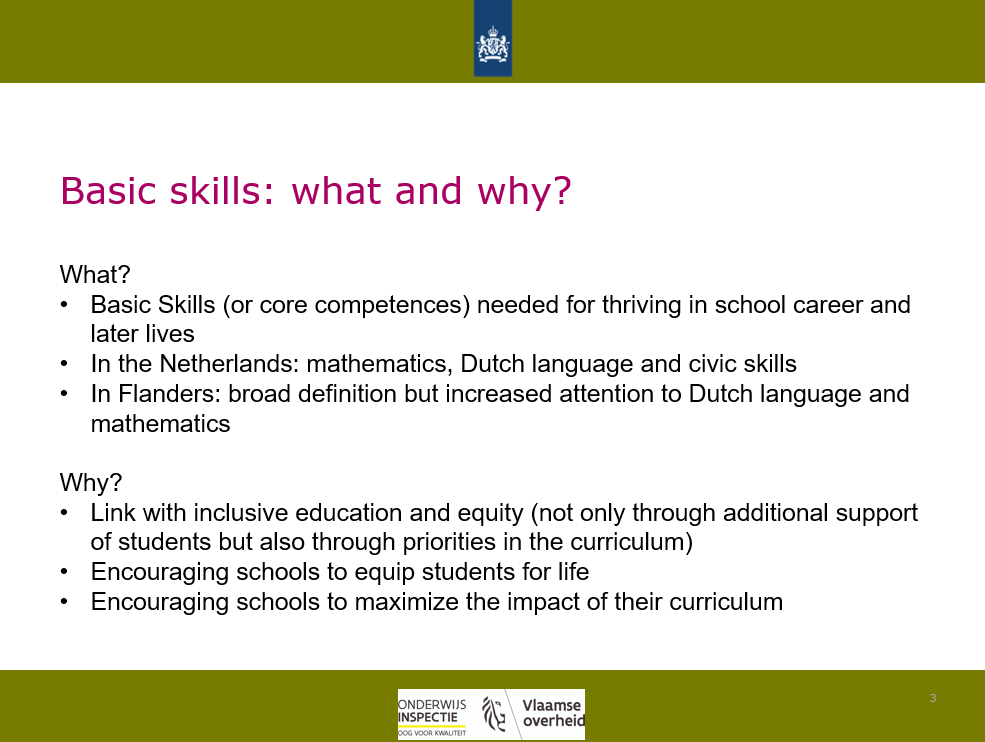 Basic skills: what and why?
What?
• Basic Skills (or core competences) needed for thriving in school career and
later lives
• In the Netherlands: mathematics, Dutch language and civic skills
• In Flanders: broad definition but increased attention to Dutch language and
mathematics
Why?
• Link with inclusive education and equity (not only through additional support
of students but also through priorities in the curriculum)
• Encouraging schools to equip students for life
• Encouraging schools to maximize the impact of their curriculum
3
ONDERWIJS
INSPECTIE
OOG VOOR KWALITEIT
Vlaamse
overheid